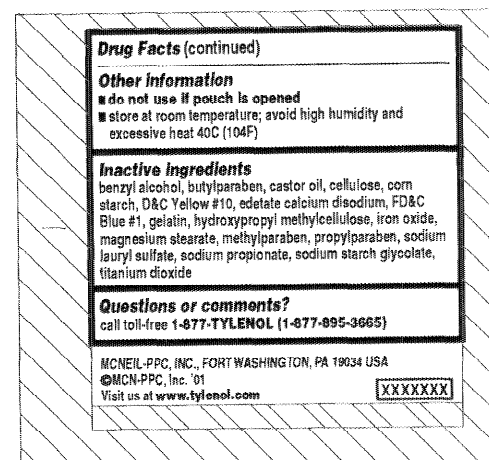 Drug Facts (continued)
Other information
■ do not use if pouch is opened
■ store at room temperature; avoid high humidity and
excessive heat 40C (104F)
Inactive ingredients
benzyl alcohol, butylparaben, castor oil, cellulose, corn
starch, D&C Yellow #10, edetate calcium disodium, FD&C
Blue #1, gelatin, hydroxypropyl methylcellulose, iron oxide,
magnesium stearate, methylparaben, propylparaben, sodium
lauryl sulfate, sodium propionate, sodium starch glycolate,
titanium dioxide
Questions or comments?
call toll-free 1-877-TYLENOL (1-877-895-3665)
MCNEIL-PPC, INC., FORT WASHINGTON, PA 19034 USA
©MCN-PPC, Inc. '01
Visit us at www.tylenol.com
XXXXXXX